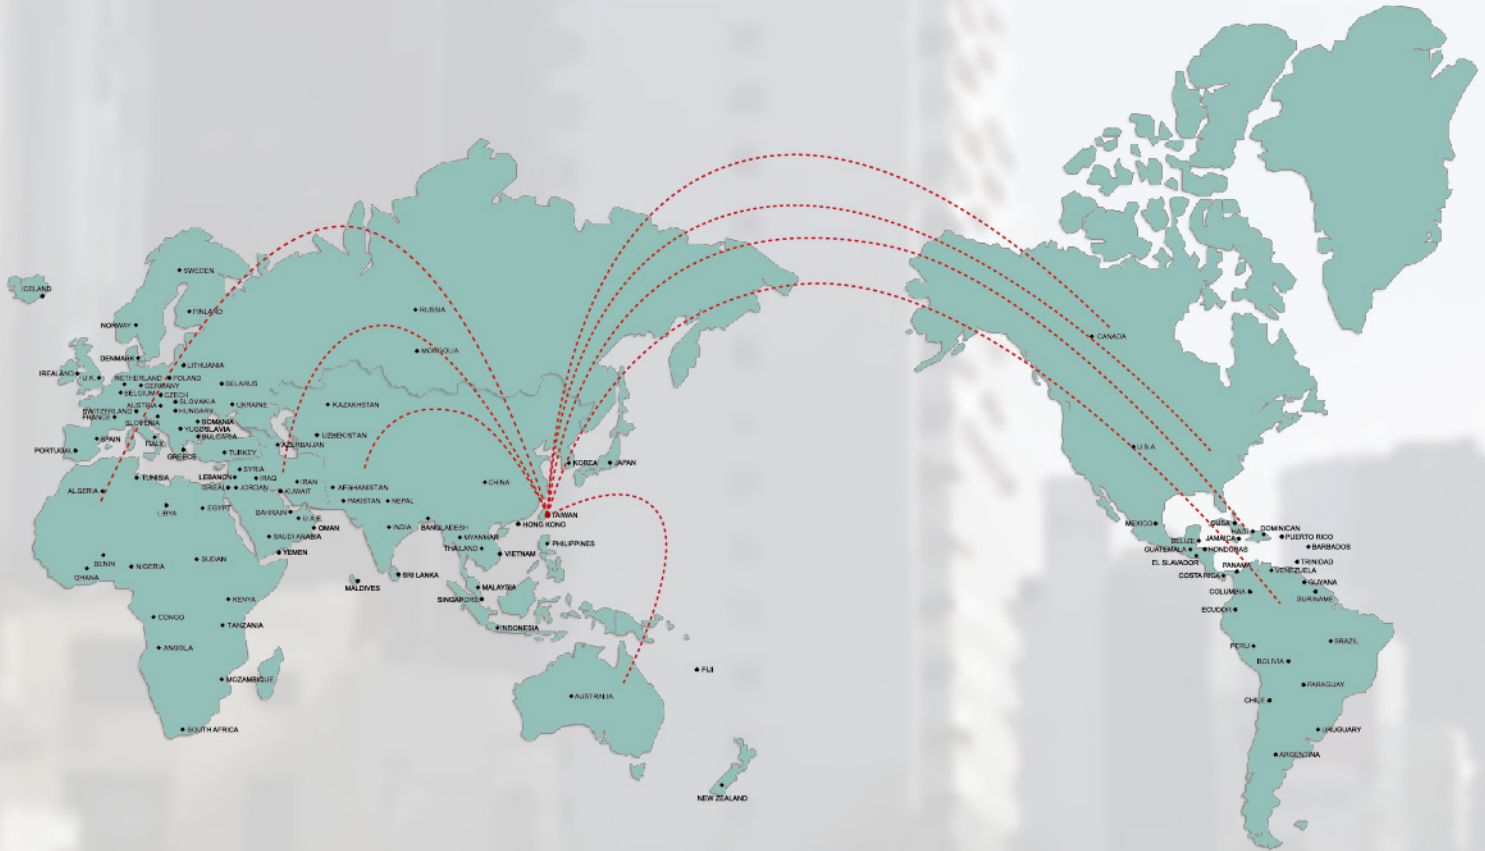 ICELAND
SWEDEN
FINLAND
NORWAY
DENMARK
IREALAND
U.K.
LITHUANIA
NETHERLAND
POLAND
GERMANY
BELGIUM
CZECH
BELARUS
AUSTRIA
SLOVAKIA
UKRAINE
SWITZERLAND
HUNGARY
FRANCE
SLOVENIA
ROMANIA
YUGOSLAVIA
BULGARIA
SPAIN
ITALY
PORTUGAL
GREECE
TURKEY
AZERBAIJAN
RUSSIA
MORGOLIA
KAZAKHSTAN
UZBEKISTAN
SYRIA
TUNISIA
LEBANON
IRAQ
IRAN
ALGERIA
ISREAL
JORDAN
KUWAIT
AFGHANISTAN
PAKISTAN
NEPAL
CHINA
KOREA
JAPAN
LIBYA
EGYPT
BAHRAIN
U.A.E.
OMAN
INDIA
BANGLADESH
TAIWAN
HONG KONG
SAUDI ARABIA
MYANMAR
PHILIPPINES
YEMEN
THAILAND
VIETNAM
SUDAN
BENIN
NIGERIA
GHANA
MALDIVES
SRI LANKA
MALAYSIA
SINGAPORE
KENYA
CONGO
TANZANIA
INDONESIA
ANGOLA
MOZAMBIQUE
SOUTH AFRICA
FIJI
AUSTRALIA
NEW ZEALAND
CANADA
U.S.A
MEXICO
CUBA
HAITI
DOMINICAN
PUERTO RICO
BELIZE
JAMAICA
GUATEMALA
HONDORAS
BARBADOS
EL SLAVADOR
PANAMA
TRINIDAD
COSTA RICA
VENEZUELA
GUYANA
COLUMBIA
SURINAME
ECUDOR
PERU
BRAZIL
BOLIVIA
PARAGUAY
CHILE
URUGUARY
ARGENTINA